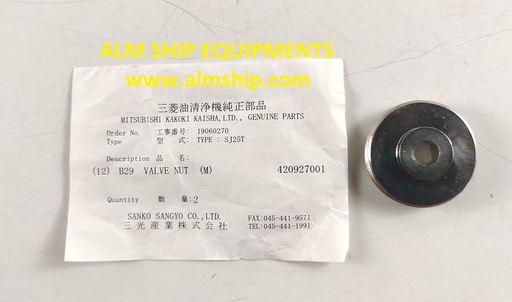 ALM SHIP EQUIPMENTS
www.almship.com
三菱油清浄機純正部品
MITSUBISHI KAKOKI KAISHA,LTD., GENUINE PARTS
Order No. 工事番号: 19060270
Type 型 式: TYPE : SJ25T
Description 品 名:
(12) B29 VALVE NUT (M) 420927001
Quantity 数 量: 2
SANKO SANGYO CO.,LTD. FAX:045-441-9571
三光産業株式会社 TEL:045-441-1991